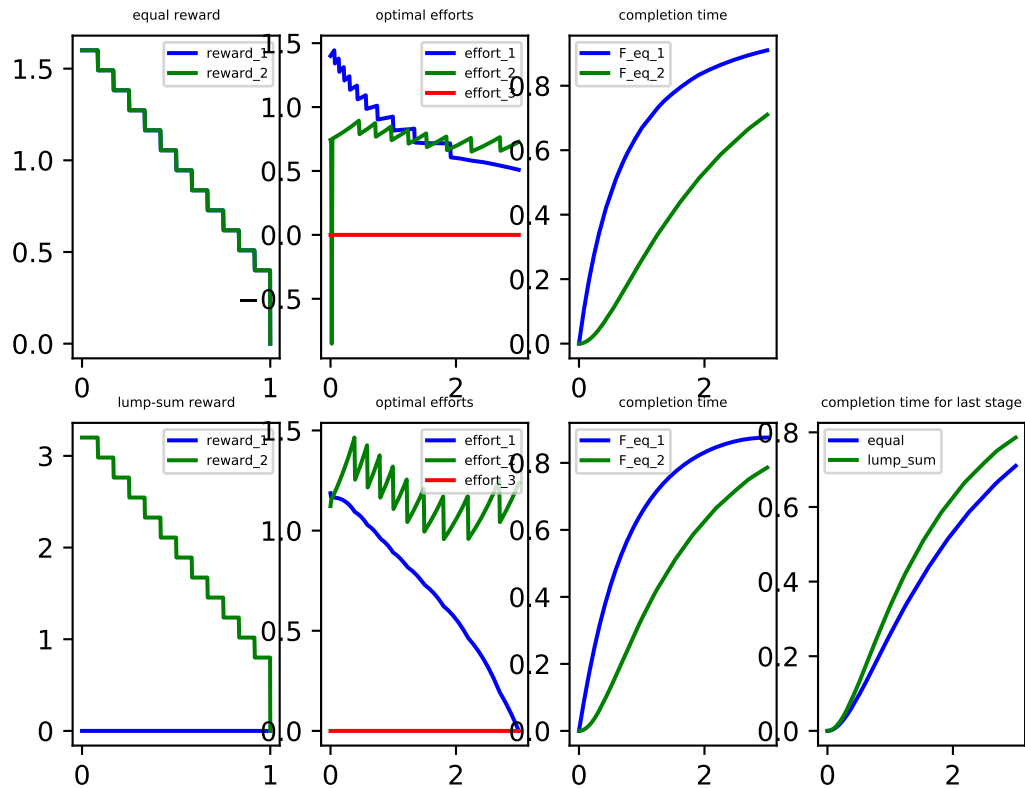 equal reward
optimal efforts
completion time
reward_1
reward_2
effort_1
effort_2
effort_3
F_eq_1
F_eq_2
1.5
1.0
0.5
0.0
0
1
1.5
1.0
0.5
0.0
−0.5
0
2
0.8
0.6
0.4
0.2
0.0
0
2
lump-sum reward
optimal efforts
completion time
completion time for last stage
reward_1
reward_2
effort_1
effort_2
effort_3
F_eq_1
F_eq_2
equal
lump_sum
3
2
1
0
0
1
1.5
1.0
0.5
0.0
0
2
0.8
0.6
0.4
0.2
0.0
0
2
0.8
0.6
0.4
0.2
0.0
0
2